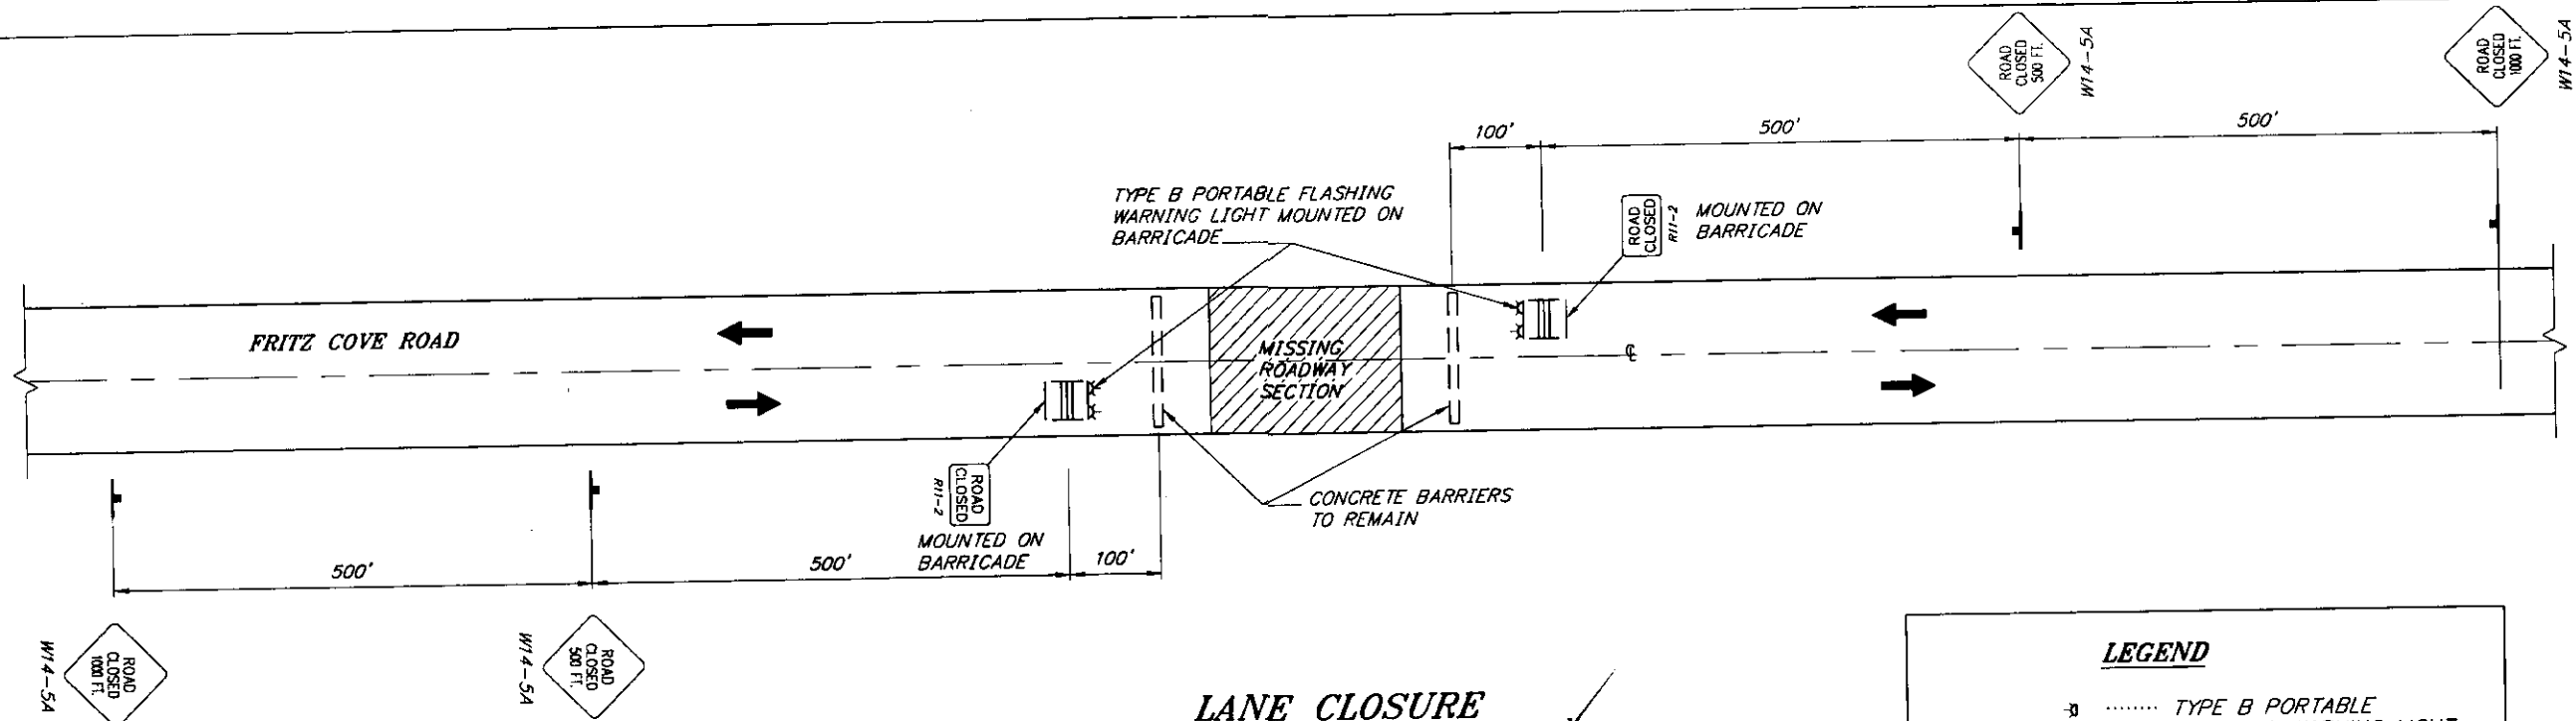 ROAD
CLOSED
500 FT.
W14-5A
ROAD
CLOSED
1000 FT.
W14-5A
100'
500'
500'
TYPE B PORTABLE FLASHING
WARNING LIGHT MOUNTED ON
BARRICADE
ROAD
CLOSED
R11-2
MOUNTED ON
BARRICADE
FRITZ COVE ROAD
MISSING
ROADWAY
SECTION
℄
ROAD
CLOSED
R11-2
MOUNTED ON
BARRICADE
CONCRETE BARRIERS
TO REMAIN
500'
500'
100'
W14-5A
ROAD
CLOSED
1000 FT.
W14-5A
ROAD
CLOSED
500 FT.
LANE CLOSURE
LEGEND
........ TYPE B PORTABLE